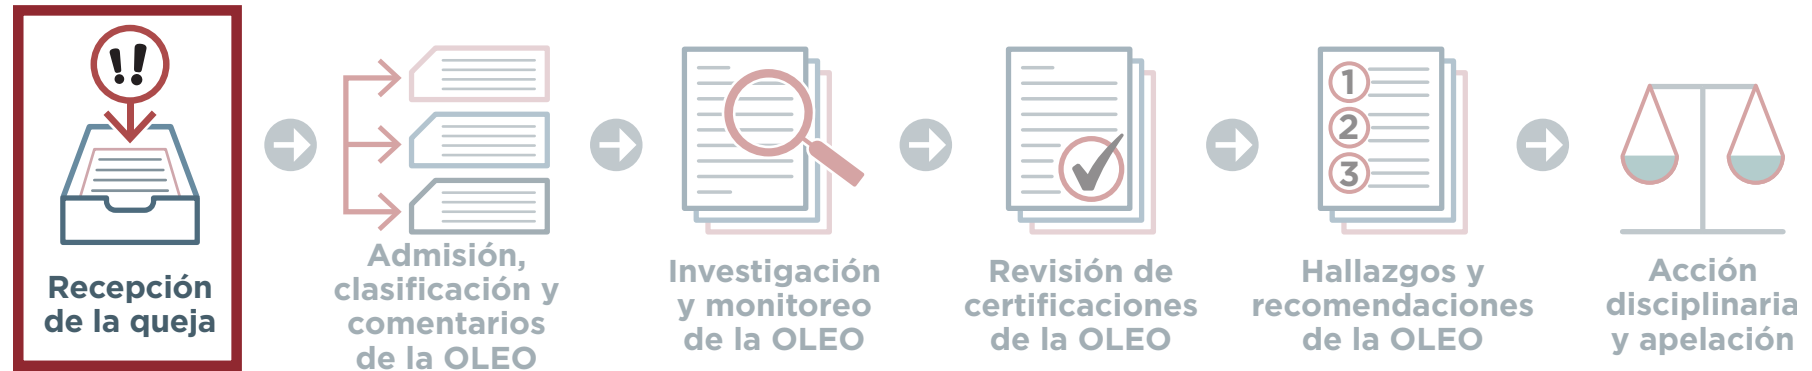 !!
Recepción
de la queja
Admisión,
clasificación y
comentarios
de la OLEO
Investigación
y monitoreo
de la OLEO
Revisión de
certificaciones
de la OLEO
1
2
3
Hallazgos y
recomendaciones
de la OLEO
Acción
disciplinaria
y apelación